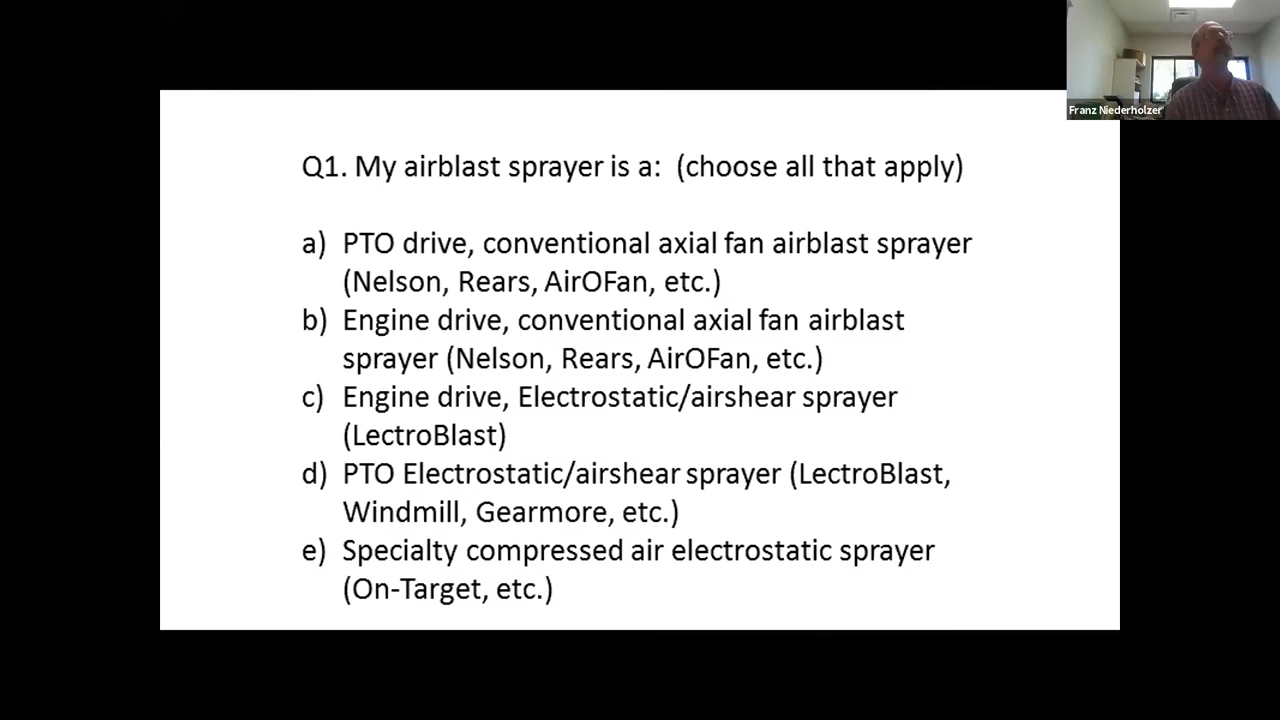 Franz Niederholzer
Q1. My airblast sprayer is a: (choose all that apply)
a) PTO drive, conventional axial fan airblast sprayer
(Nelson, Rears, AirOFan, etc.)
b) Engine drive, conventional axial fan airblast
sprayer (Nelson, Rears, AirOFan, etc.)
c) Engine drive, Electrostatic/airshear sprayer
(LectroBlast)
d) PTO Electrostatic/airshear sprayer (LectroBlast,
Windmill, Gearmore, etc.)
e) Specialty compressed air electrostatic sprayer
(On-Target, etc.)